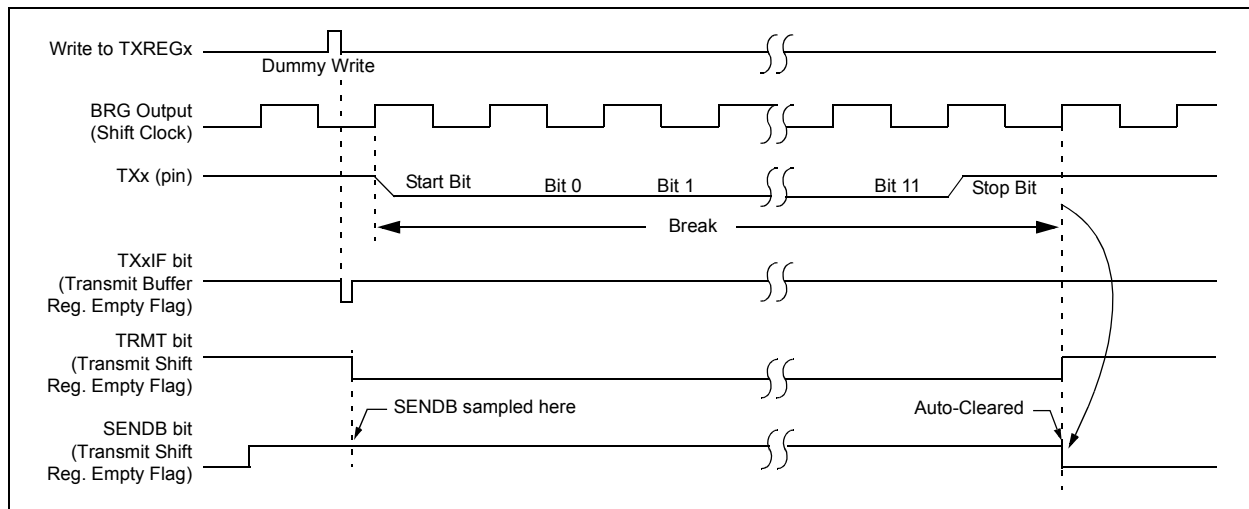 Write to TXREGx
Dummy Write
BRG Output
(Shift Clock)
TXx (pin)
Start Bit
Bit 0
Bit 1
Bit 11
Stop Bit
Break
TXxIF bit
(Transmit Buffer
Reg. Empty Flag)
TRMT bit
(Transmit Shift
Reg. Empty Flag)
SENDB sampled here
Auto-Cleared
SENDB bit
(Transmit Shift
Reg. Empty Flag)